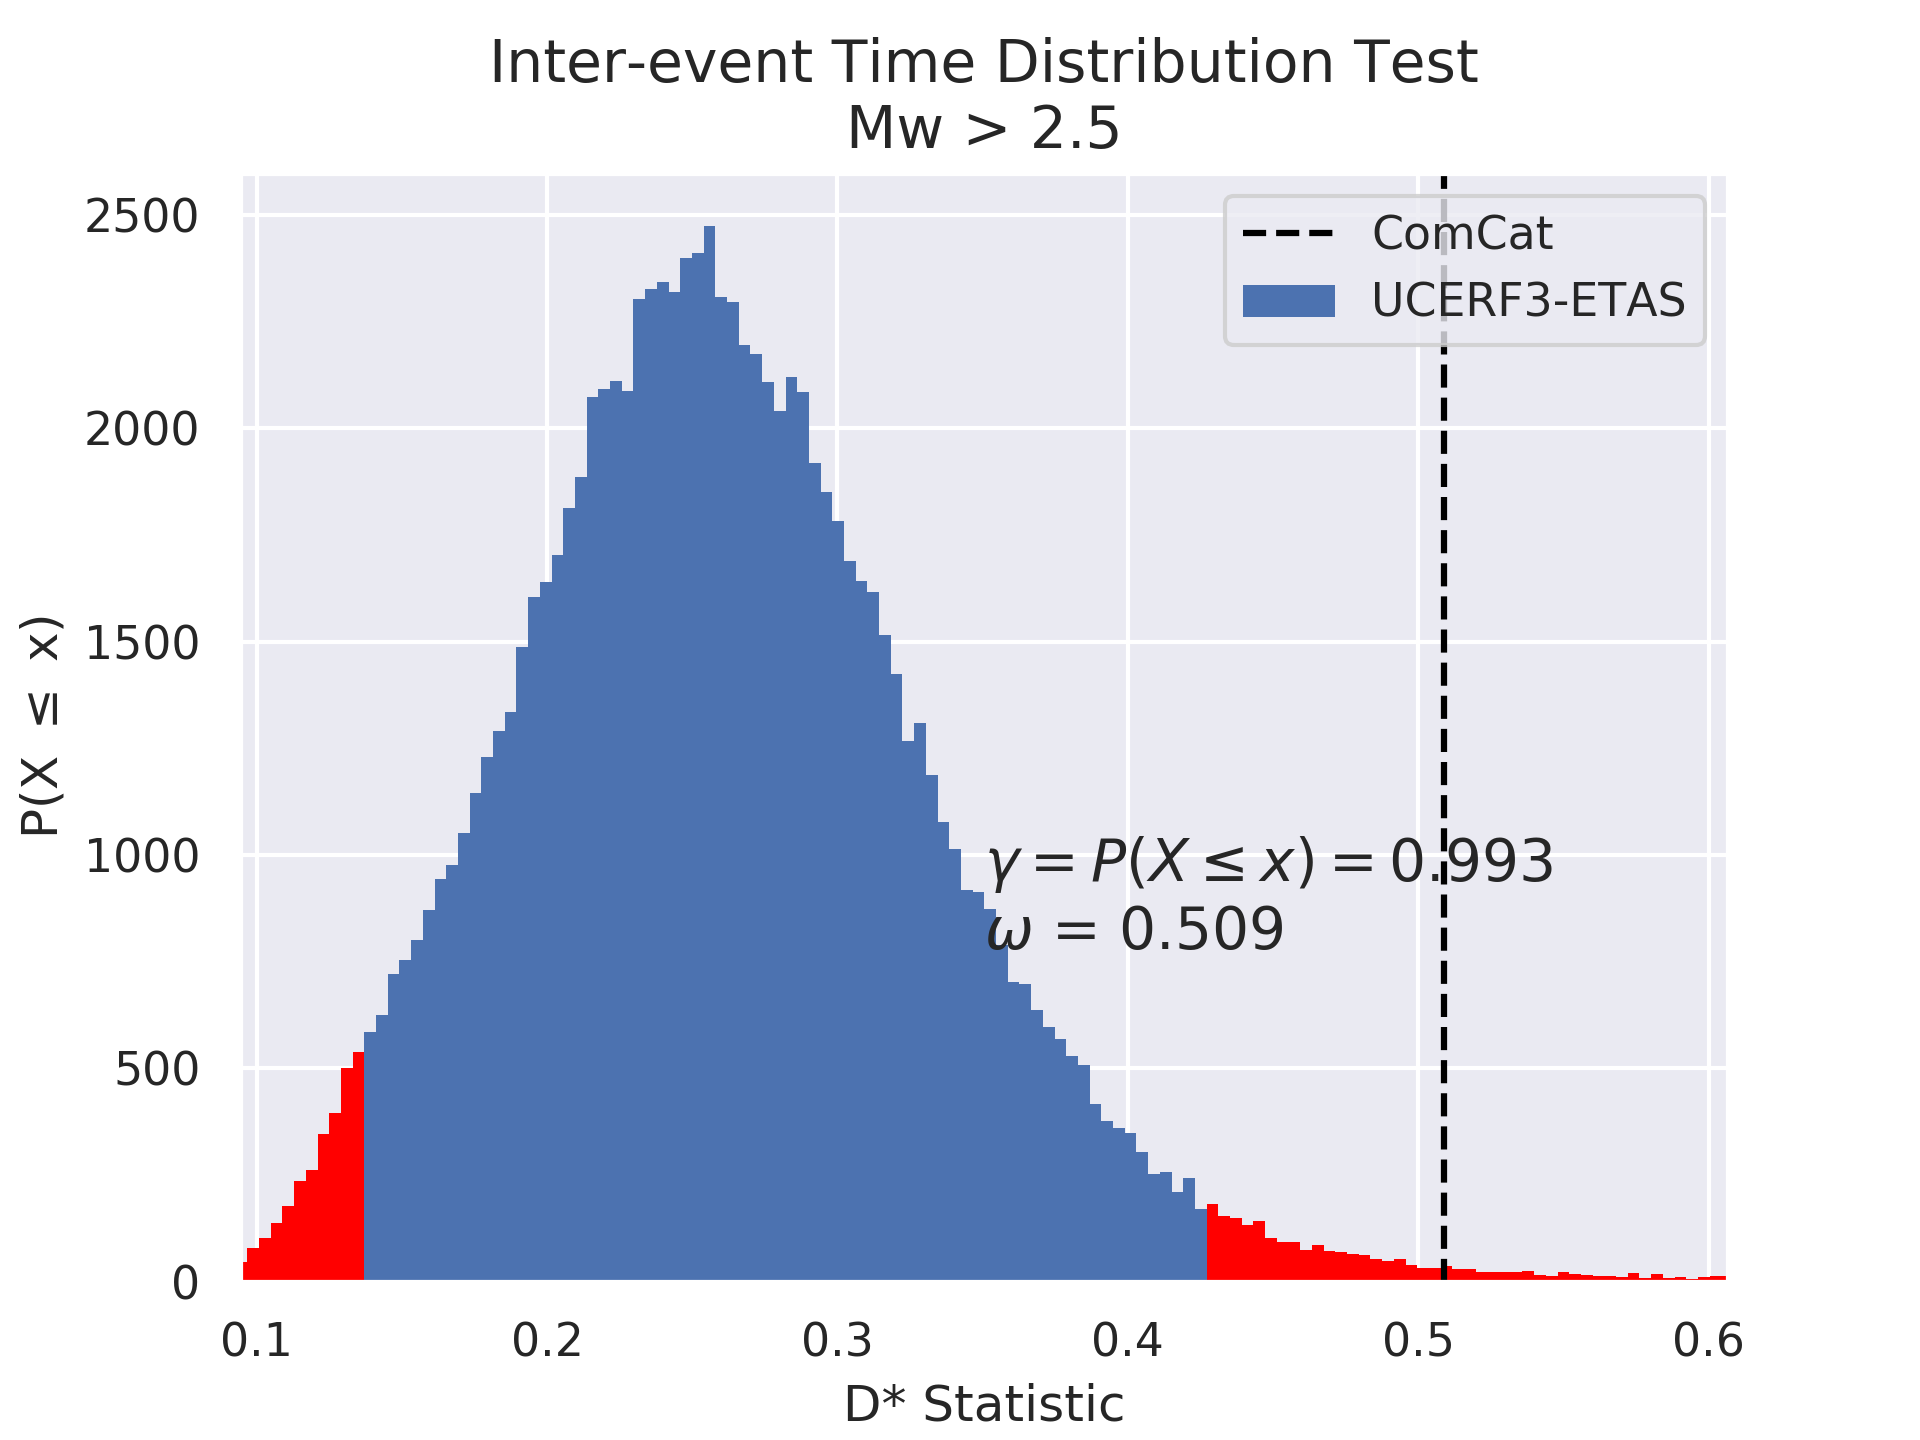 Inter-event Time Distribution Test
Mw > 2.5
2500
2000
1500
1000
500
0
P(X ≤ x)
ComCat
UCERF3-ETAS
γ = P(X ≤ x) = 0.993
ω = 0.509
0.1 0.2 0.3 0.4 0.5 0.6
D* Statistic